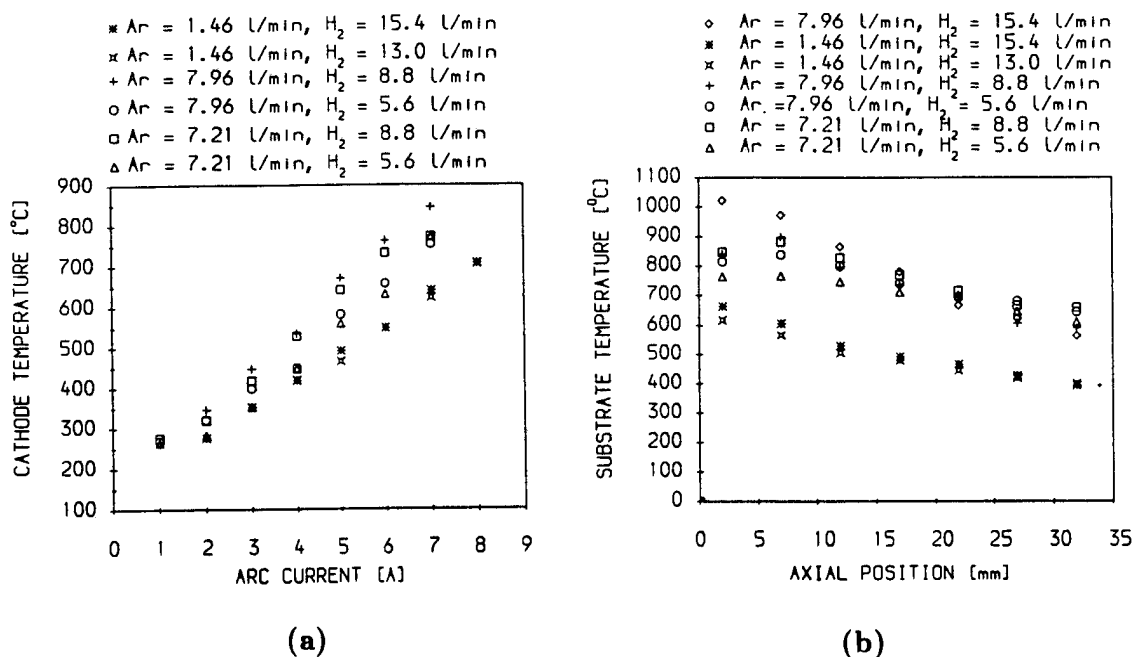 Ar = 1.46 l/min, H2 = 15.4 l/min
Ar = 1.46 l/min, H2 = 13.0 l/min
Ar = 7.96 l/min, H2 = 8.8 l/min
Ar = 7.96 l/min, H2 = 5.6 l/min
Ar = 7.21 l/min, H2 = 8.8 l/min
Ar = 7.21 l/min, H2 = 5.6 l/min
900
800
700
600
500
400
300
200
100
CATHODE TEMPERATURE [°C]
0 1 2 3 4 5 6 7 8 9
ARC CURRENT [A]
(a)
Ar = 7.96 l/min, H2 = 15.4 l/min
Ar = 1.46 l/min, H2 = 15.4 l/min
Ar = 1.46 l/min, H2 = 13.0 l/min
Ar = 7.96 l/min, H2 = 8.8 l/min
Ar =7.96 l/min, H2 = 5.6 l/min
Ar = 7.21 l/min, H2 = 8.8 l/min
Ar = 7.21 l/min, H2 = 5.6 l/min
1100
1000
900
800
700
600
500
400
300
200
100
0
SUBSTRATE TEMPERATURE [°C]
0 5 10 15 20 25 30 35
AXIAL POSITION [mm]
(b)